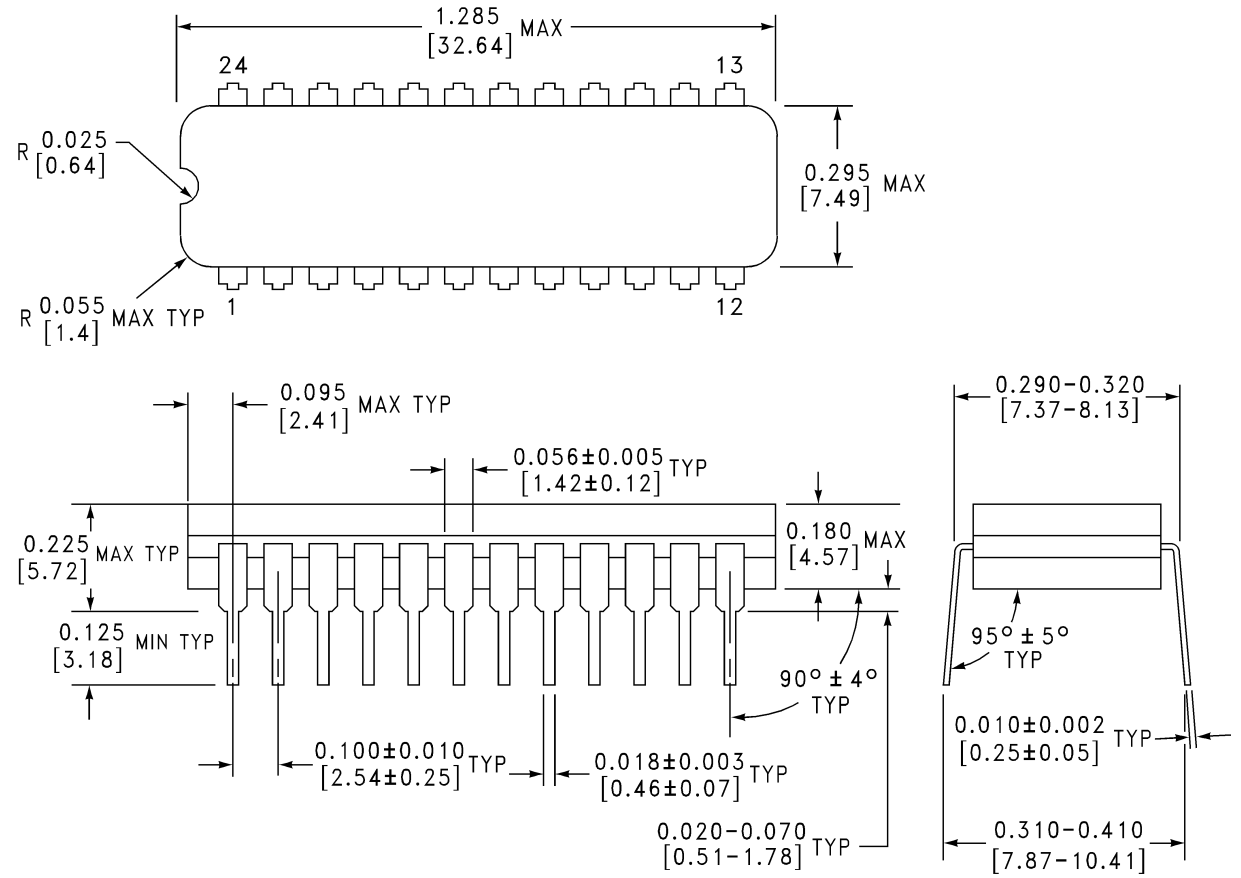 1.285 MAX
[32.64]
24
13
R 0.025
[0.64]
0.295 MAX
[7.49]
R 0.055 MAX TYP
[1.4]
1
12
0.095 MAX TYP
[2.41]
0.290-0.320
[7.37-8.13]
0.056±0.005 TYP
[1.42±0.12]
0.225 MAX TYP
[5.72]
0.180 MAX
[4.57]
0.125 MIN TYP
[3.18]
95° ± 5°
TYP
90° ± 4°
TYP
0.100±0.010 TYP
[2.54±0.25]
0.018±0.003 TYP
[0.46±0.07]
0.010±0.002 TYP
[0.25±0.05]
0.020-0.070 TYP
[0.51-1.78]
0.310-0.410
[7.87-10.41]